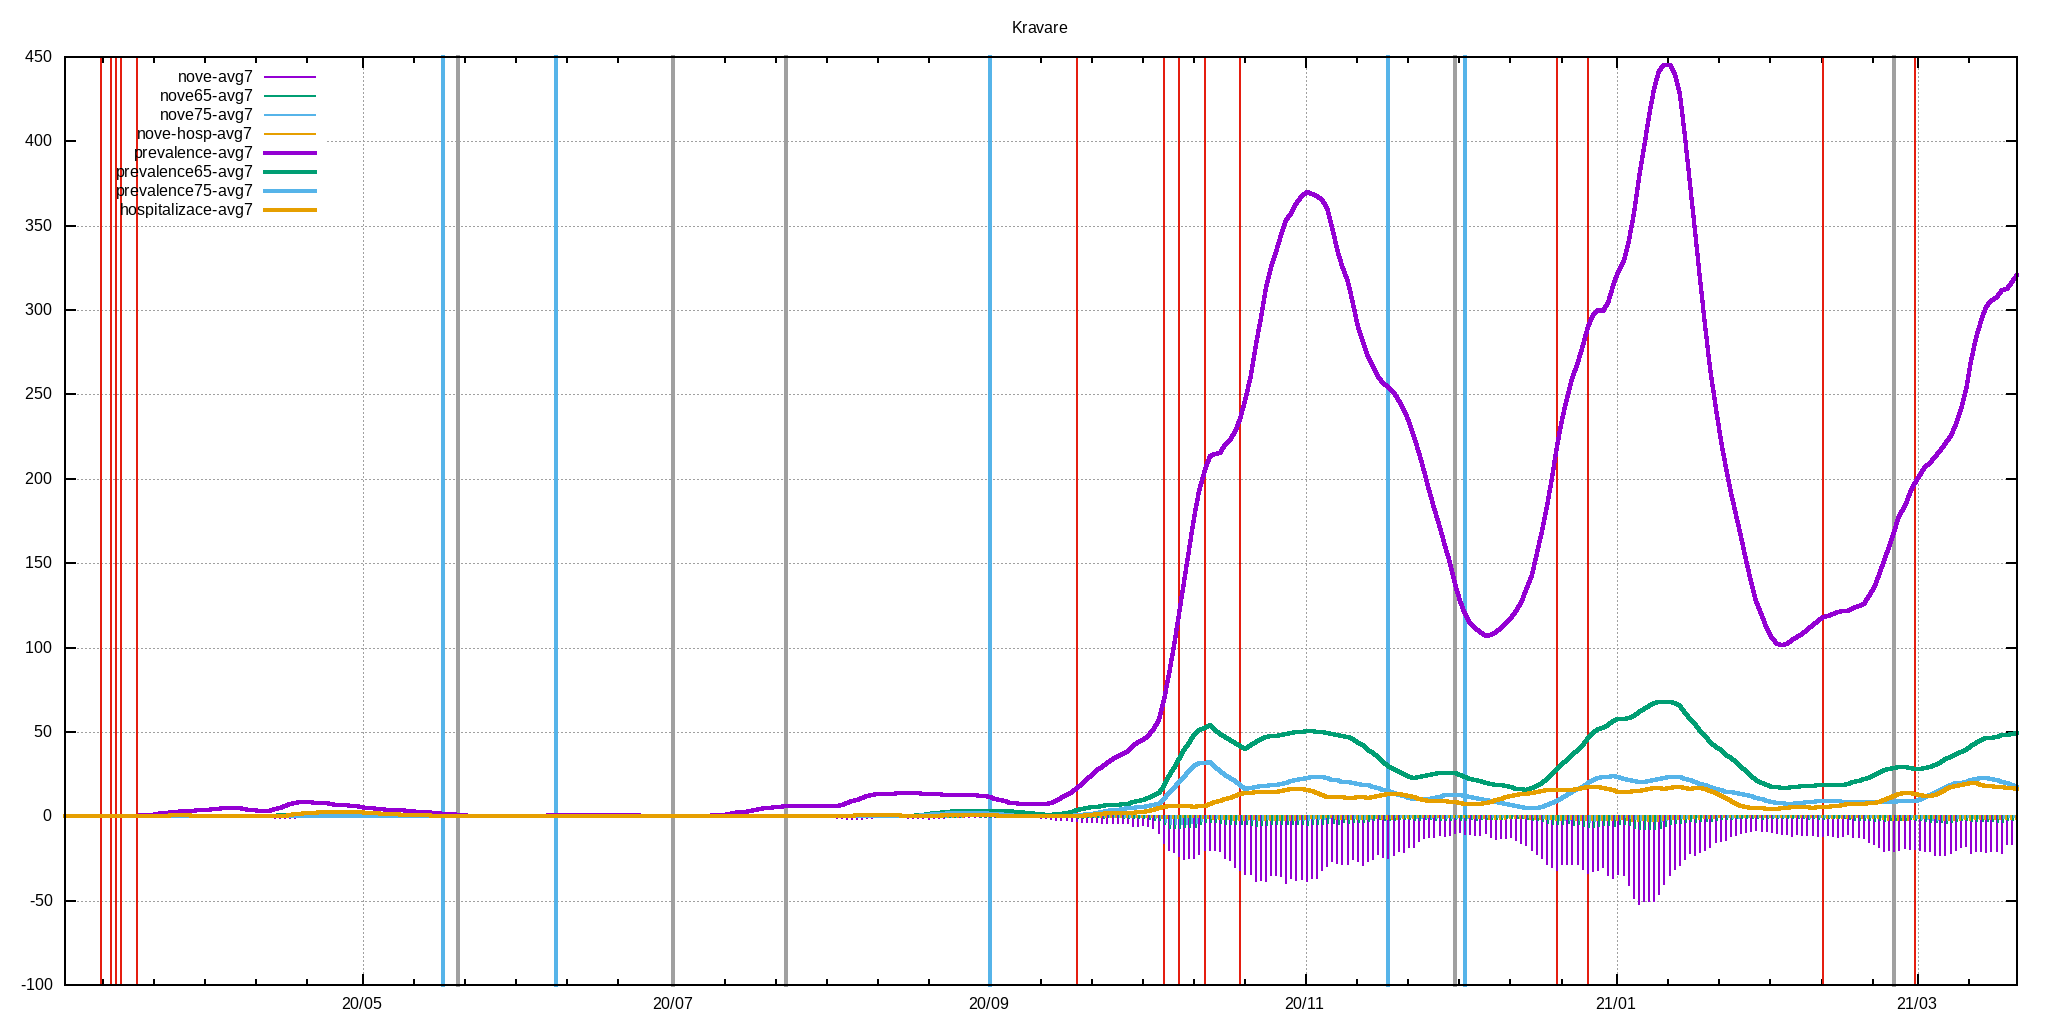 Kravare
450
400
350
300
250
200
150
100
50
0
-50
-100
nove-avg7
nove65-avg7
nove75-avg7
nove-hosp-avg7
prevalence-avg7
prevalence65-avg7
prevalence75-avg7
hospitalizace-avg7
20/05
20/07
20/09
20/11
21/01
21/03